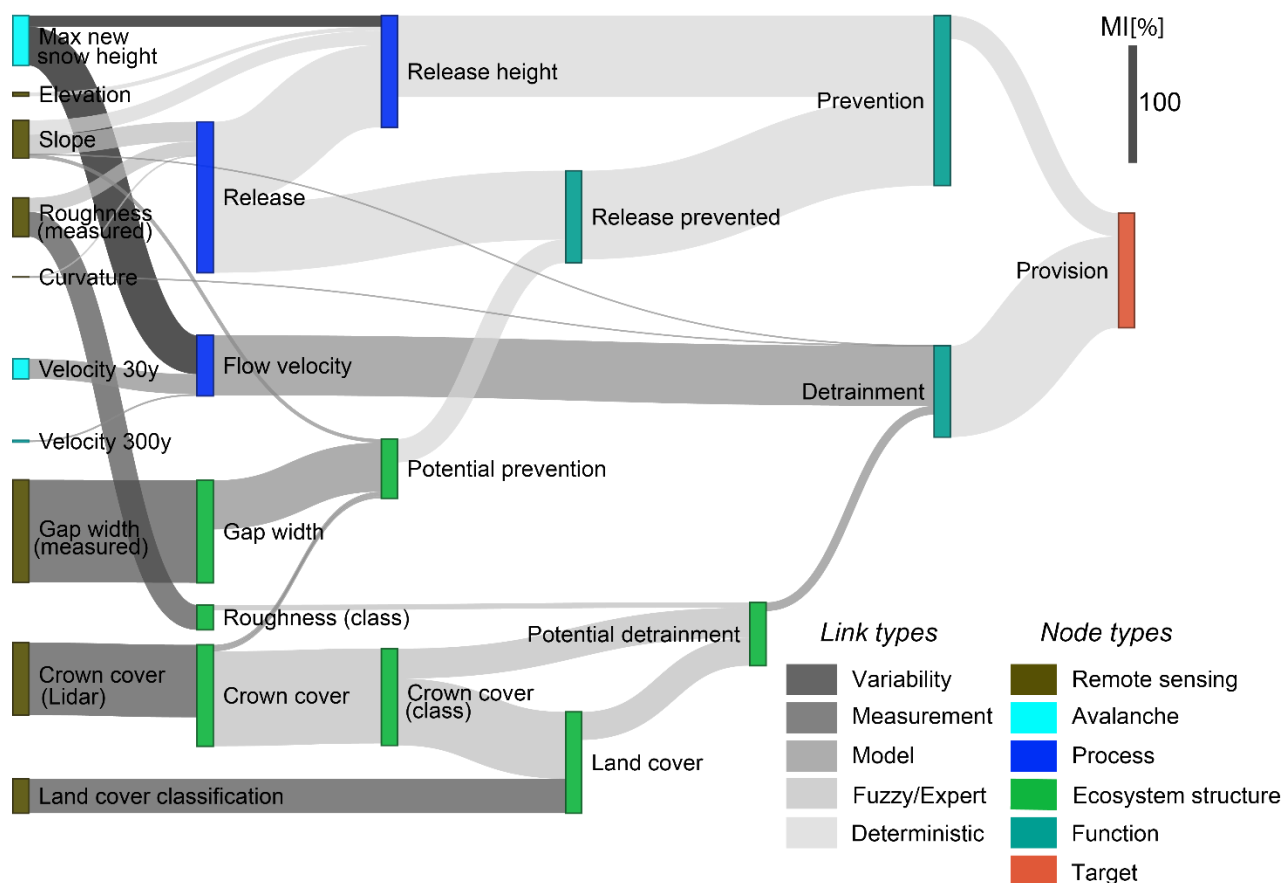 MI[%]
100
Max new
snow height
Elevation
Slope
Roughness
(measured)
Curvature
Velocity 30y
Velocity 300y
Gap width
(measured)
Crown cover
(Lidar)
Land cover classification
Release
Flow velocity
Gap width
Roughness (class)
Crown cover
Release height
Potential prevention
Crown cover
(class)
Release prevented
Land cover
Potential detrainment
Prevention
Detrainment
Provision
Link types
Variability
Measurement
Model
Fuzzy/Expert
Deterministic
Node types
Remote sensing
Avalanche
Process
Ecosystem structure
Function
Target